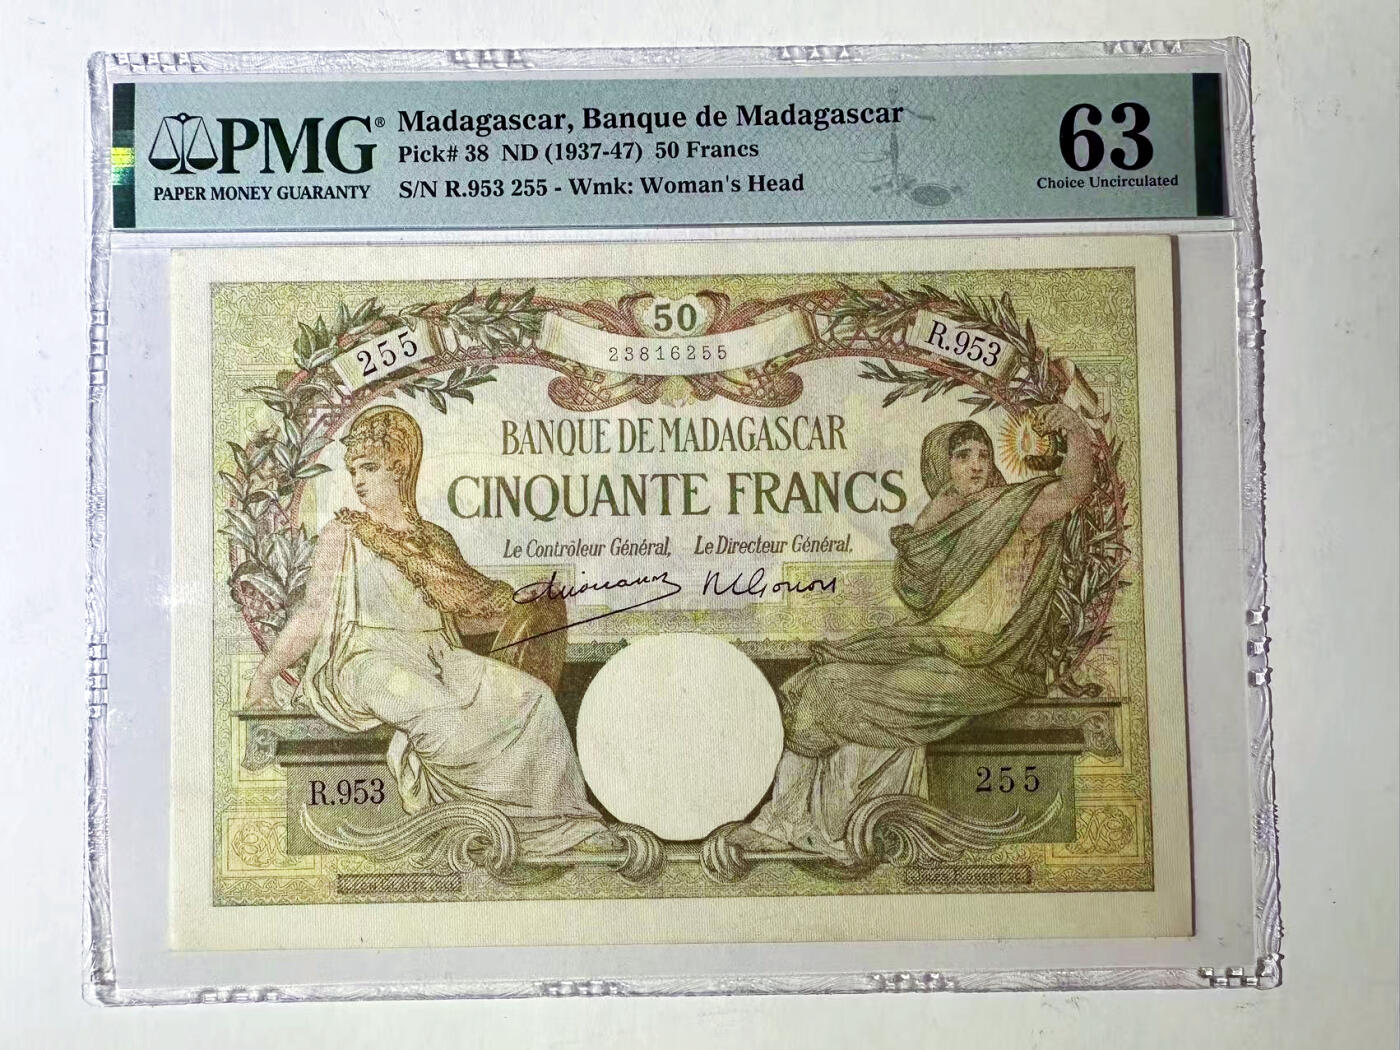 PMG®
PAPER MONEY GUARANTY
Madagascar, Banque de Madagascar
Pick# 38 ND (1937-47) 50 Francs
S/N R.953 255 - Wmk: Woman's Head
63
Choice Uncirculated
50
255
23816255
R.953
BANQUE DE MADAGASCAR
CINQUANTE FRANCS
Le Contrôleur Général, Le Directeur Général,
R.953
255